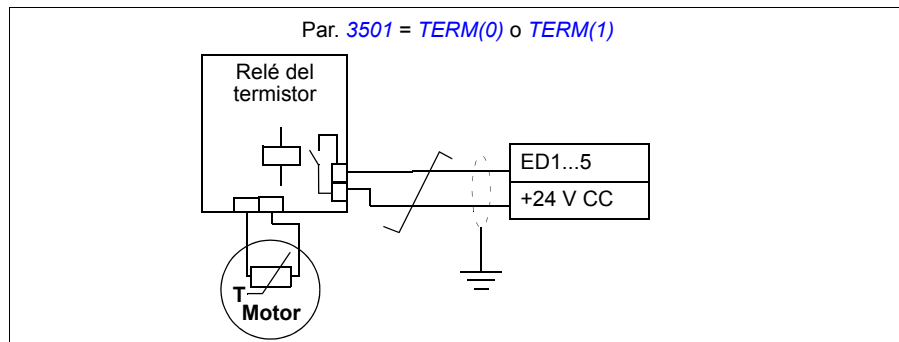 Par. 3501 = TERM(0) o TERM(1)
Relé del
termistor
ED1...5
+24 V CC
T
Motor